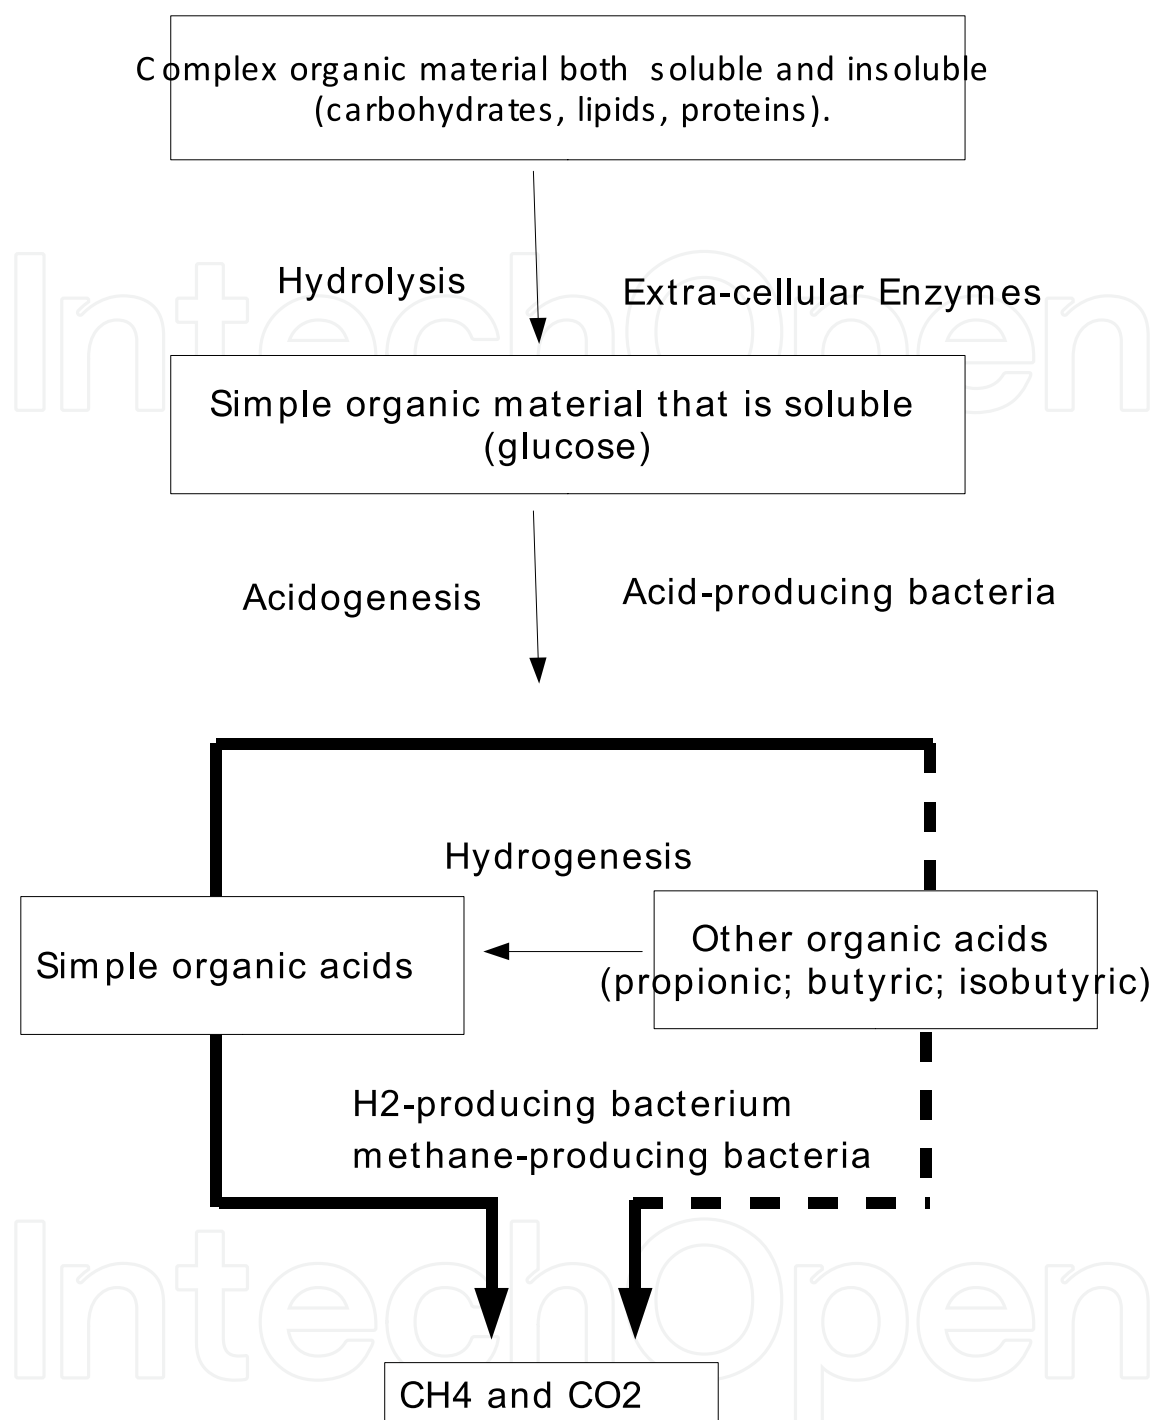 Complex organic material both soluble and insoluble
(carbohydrates, lipids, proteins).
Hydrolysis
Extra-cellular Enzymes
IntechOpen
Simple organic material that is soluble
(glucose)
Acidogenesis
Acid-producing bacteria
Hydrogenesis
Simple organic acids
Other organic acids
(propionic; butyric; isobutyric)
H2-producing bacterium
methane-producing bacteria
IntechOpen
CH4 and CO2